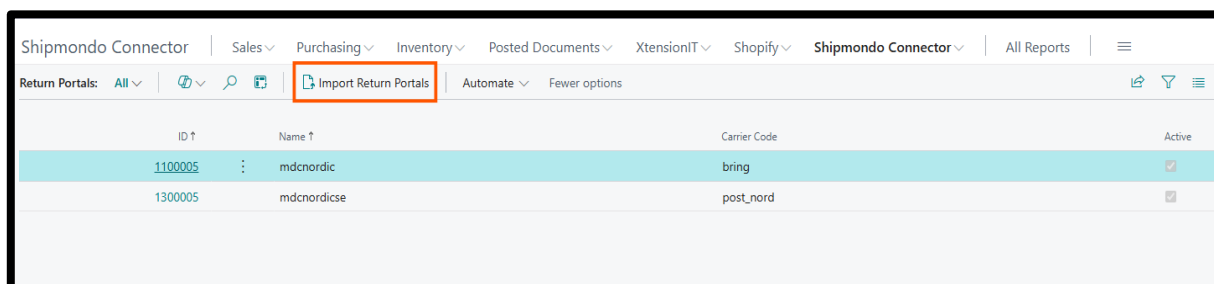 Shipmondo Connector Sales Purchasing Inventory Posted Documents XtensionIT Shopify Shipmondo Connector All Reports
Return Portals: All Import Return Portals Automate Fewer options
ID ↑ Name ↑ Carrier Code Active
1100005 mdcnordic bring
1300005 mdcnordicse post_nord